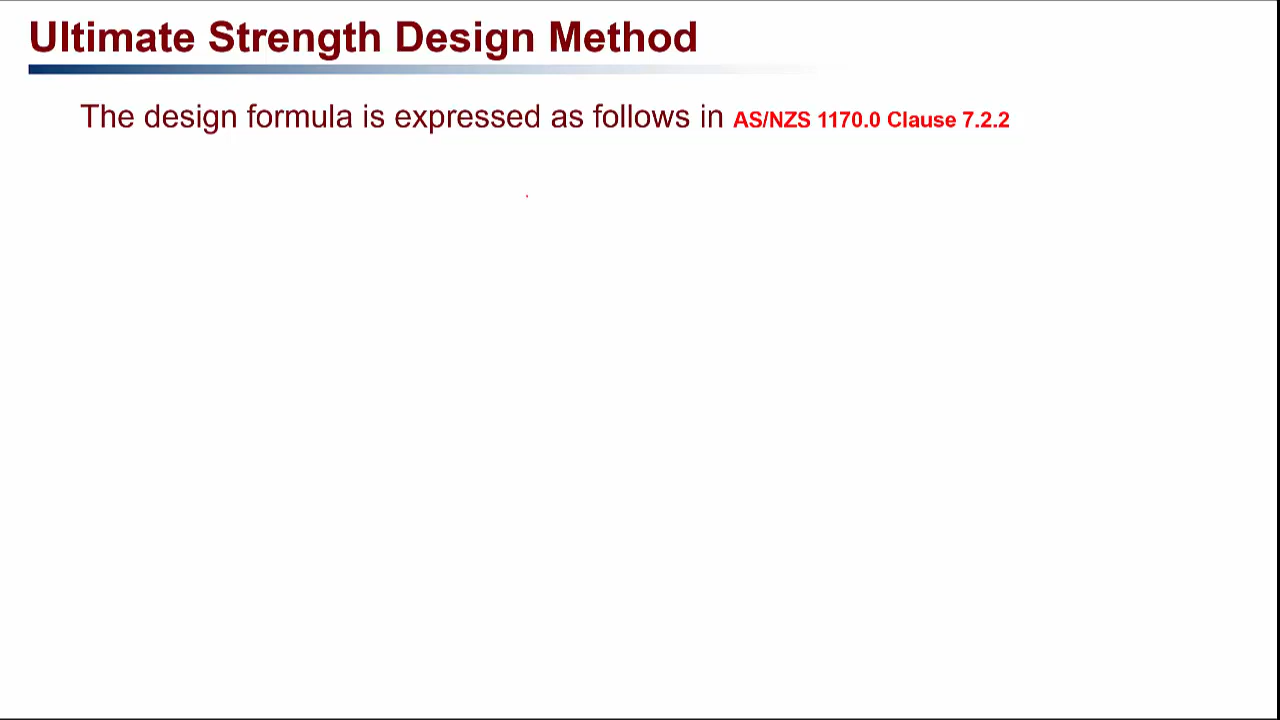 Ultimate Strength Design Method
The design formula is expressed as follows in AS/NZS 1170.0 Clause 7.2.2